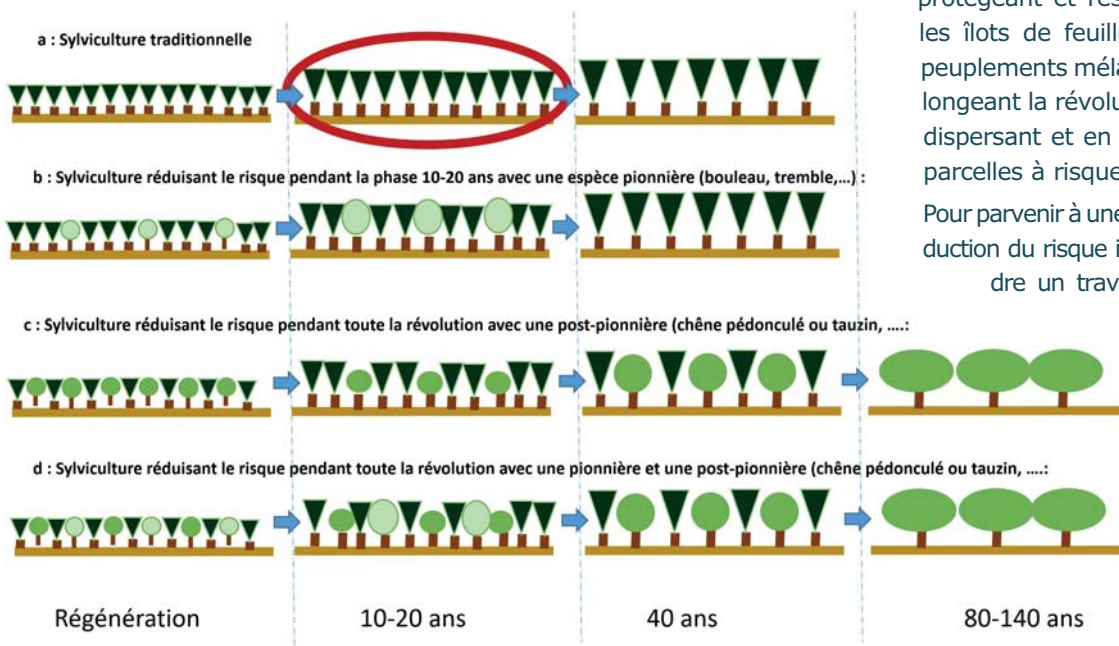 a : Sylviculture traditionnelle
b : Sylviculture réduisant le risque pendant la phase 10-20 ans avec une espèce pionnière (bouleau, tremble,...) :
c : Sylviculture réduisant le risque pendant toute la révolution avec une post-pionnière (chêne pédonculé ou tauzin, ....:
d : Sylviculture réduisant le risque pendant toute la révolution avec une pionnière et une post-pionnière (chêne pédonculé ou tauzin, ....:
Régénération
10-20 ans
40 ans
80-140 ans
les îlots de feuill
peuplements méla
longeant la révolu
dispersant et en
parcelles à risque
Pour parvenir à une
duction du risque i
dre un trav